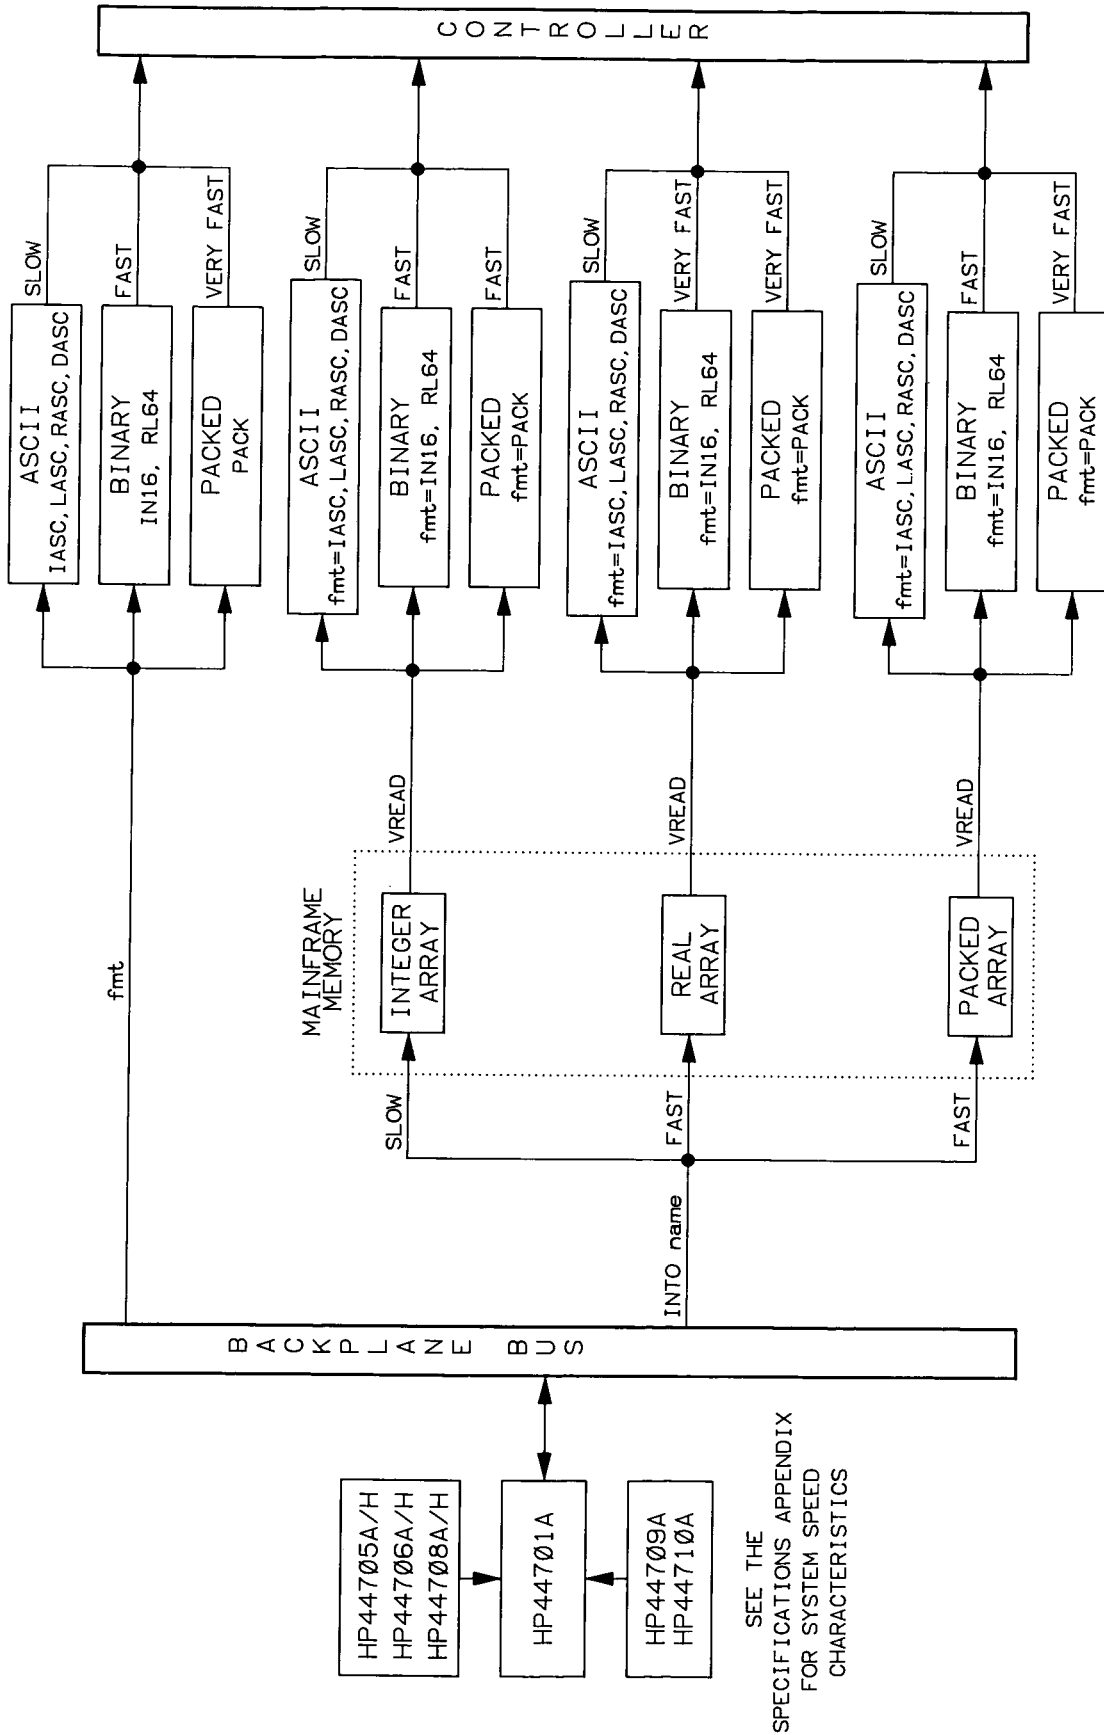 HP44705A/H
HP44706A/H
HP44708A/H
HP44701A
HP44709A
HP44710A
SEE THE
SPECIFICATIONS APPENDIX
FOR SYSTEM SPEED
CHARACTERISTICS
BACKPLANE BUS
fmt
INTO name
SLOW
FAST
FAST
MAINFRAME
MEMORY
INTEGER
ARRAY
REAL
ARRAY
PACKED
ARRAY
VREAD
VREAD
VREAD
ASCII
IASC, LASC, RASC, DASC
SLOW
BINARY
IN16, RL64
FAST
PACKED
PACK
VERY FAST
ASCII
fmt=IASC, LASC, RASC, DASC
SLOW
BINARY
fmt=IN16, RL64
FAST
PACKED
fmt=PACK
FAST
ASCII
fmt=IASC, LASC, RASC, DASC
SLOW
BINARY
fmt=IN16, RL64
VERY FAST
PACKED
fmt=PACK
VERY FAST
ASCII
fmt=IASC, LASC, RASC, DASC
SLOW
BINARY
fmt=IN16, RL64
FAST
PACKED
fmt=PACK
VERY FAST
CONTROLLER